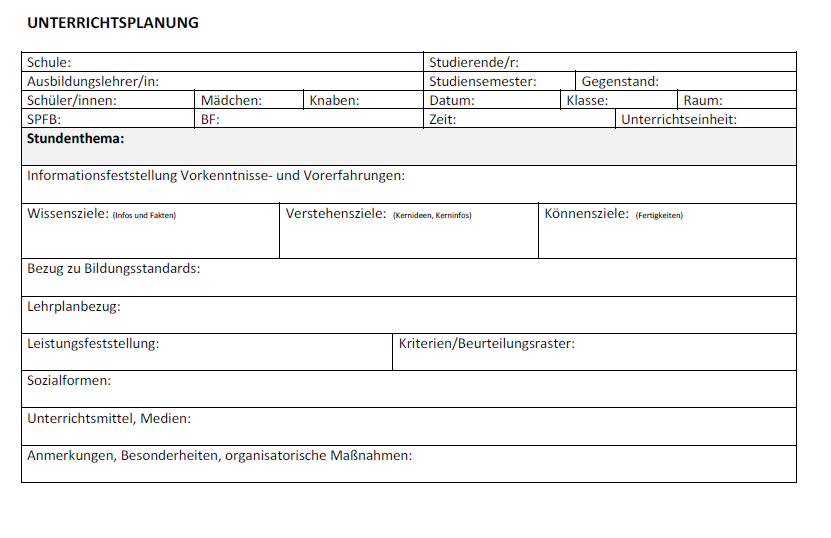 UNTERRICHTSPLANUNG
Schule: Studierende/r:
Ausbildungslehrer/in: Studiensemester: Gegenstand:
Schüler/innen: Mädchen: Knaben: Datum: Klasse: Raum:
SPFB: BF: Zeit: Unterrichtseinheit:
Stundenthema:
Informationsfeststellung Vorkenntnisse- und Vorerfahrungen:
Wissensziele: (Infos und Fakten) Verstehensziele: (Kernideen, Kerninfos) Könnensziele: (Fertigkeiten)
Bezug zu Bildungsstandards:
Lehrplanbezug:
Leistungsfeststellung: Kriterien/Beurteilungsraster:
Sozialformen:
Unterrichtsmittel, Medien:
Anmerkungen, Besonderheiten, organisatorische Maßnahmen: